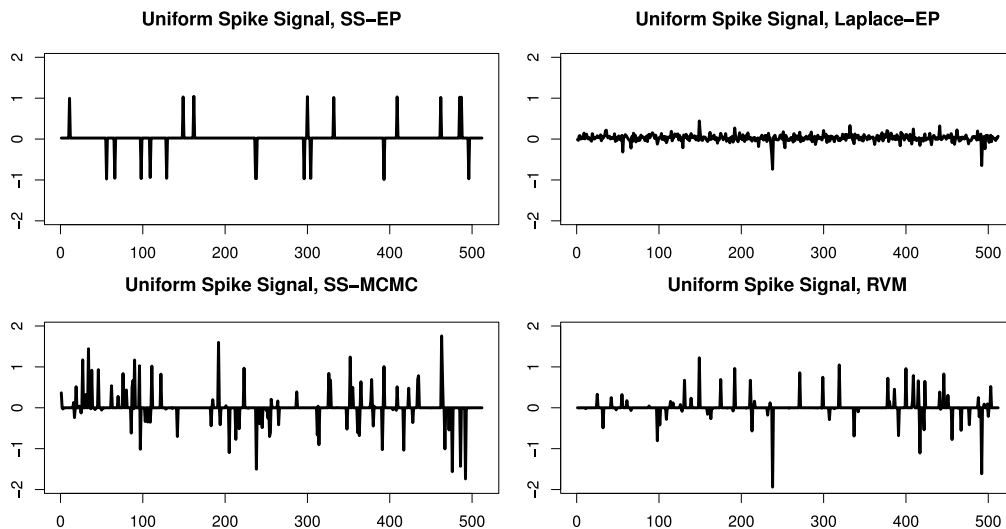 Uniform Spike Signal, SS−EP
2
1
0
−1
−2
0 100 200 300 400 500
Uniform Spike Signal, Laplace−EP
2
1
0
−1
−2
0 100 200 300 400 500
Uniform Spike Signal, SS−MCMC
2
1
0
−1
−2
0 100 200 300 400 500
Uniform Spike Signal, RVM
2
1
0
−1
−2
0 100 200 300 400 500